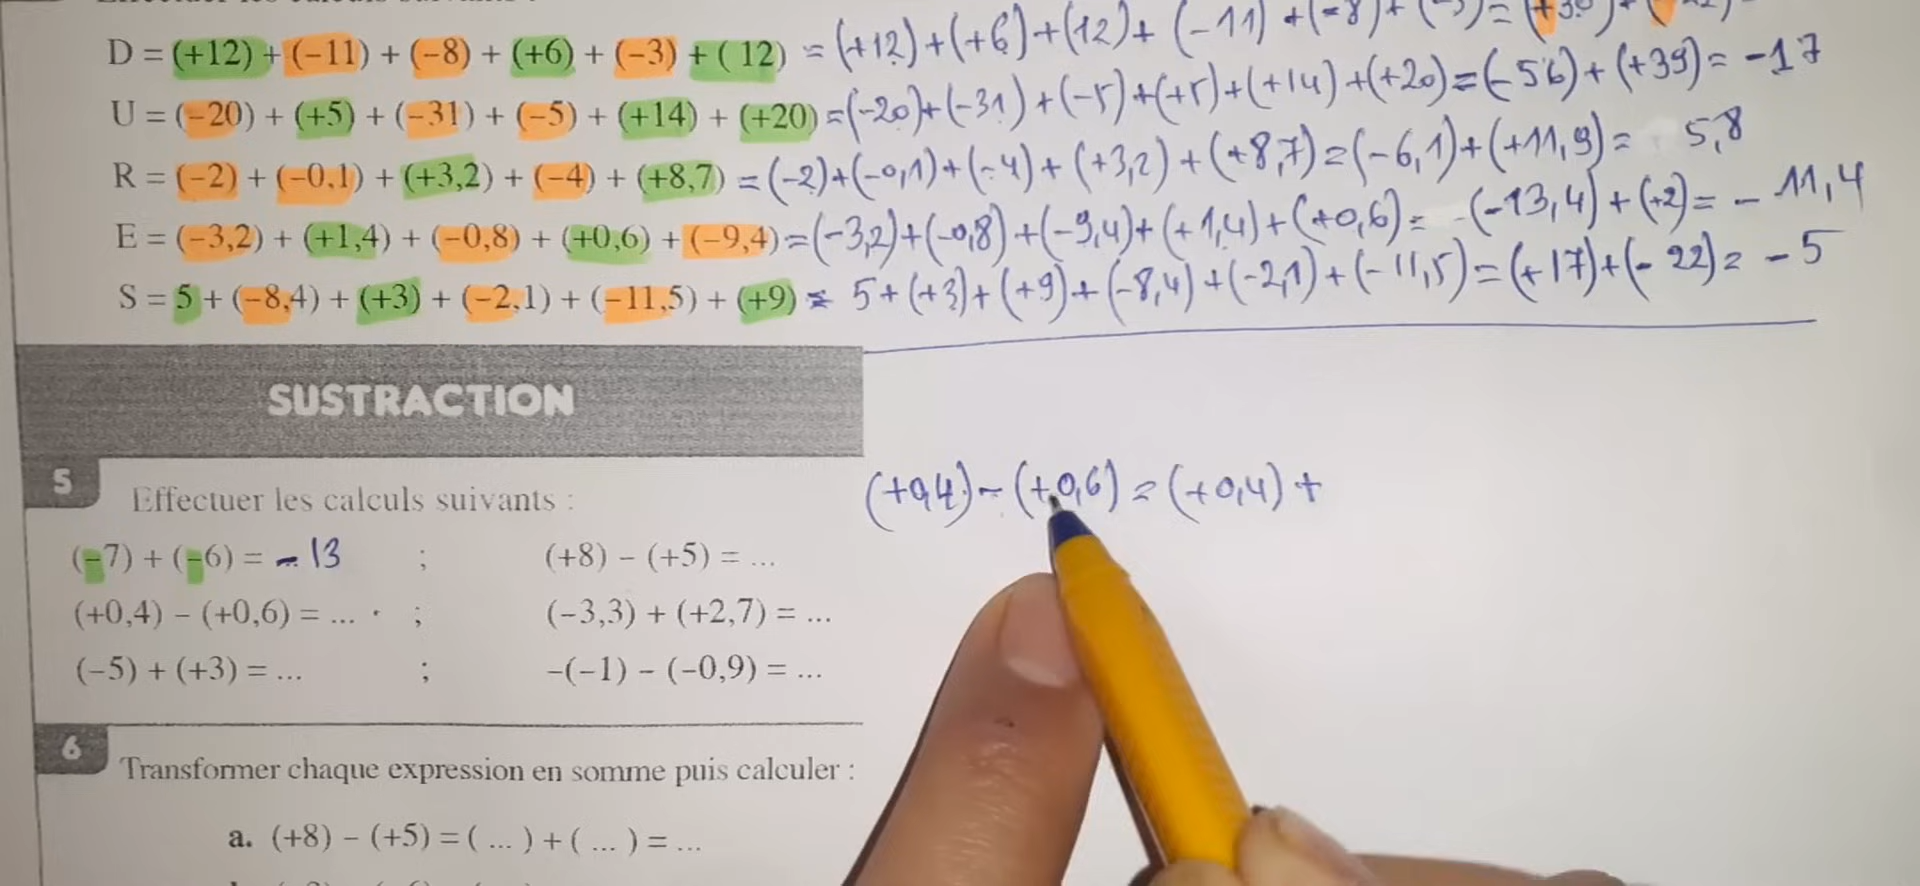 D = (+12) + (−11) + (−8) + (+6) + (−3) + ( 12) = (+12) + (+6) + (12) + (−11) + (−8) +
U = (−20) + (+5) + (−31) + (−5) + (+14) + (+20) = (−20) + (−31) + (−5) + (+5) + (+14) + (+20) = (−56) + (+39) = −17
R = (−2) + (−0,1) + (+3,2) + (−4) + (+8,7) = (−2) + (−0,1) + (−4) + (+3,2) + (+8,7) = (−6,1) + (+11,9) = 5,8
E = (−3,2) + (+1,4) + (−0,8) + (+0,6) + (−9,4) = (−3,2) + (−0,8) + (−9,4) + (+1,4) + (+0,6) = (−13,4) + (+2) = − 11,4
S = 5 + (−8,4) + (+3) + (−2,1) + (−11,5) + (+9) = 5 + (+3) + (+9) + (−8,4) + (−2,1) + (−11,5) = (+17) + (−22) = −5
SUSTRACTION
5 Effectuer les calculs suivants :
(+0,4) − (+0,6) = (+0,4) +
(−7) + (−6) = − 13 ; (+8) − (+5) = ...
(+0,4) − (+0,6) = ... ; (−3,3) + (+2,7) = ...
(−5) + (+3) = ... ; -(−1) − (−0,9) = ...
6 Transformer chaque expression en somme puis calculer :
a. (+8) − (+5) = ( ... ) + ( ... ) = ...